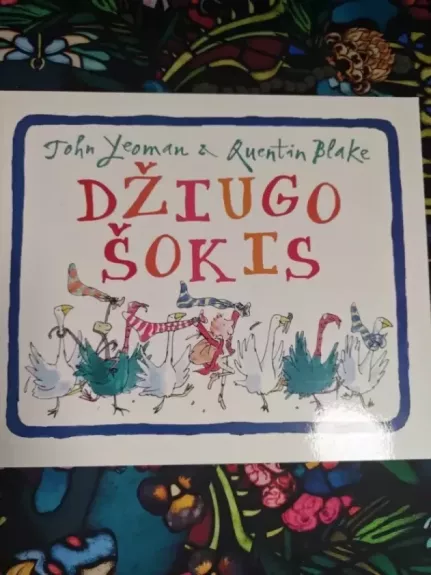 John Yeoman & Quentin Blake
DŽIUGO
ŠOKIS